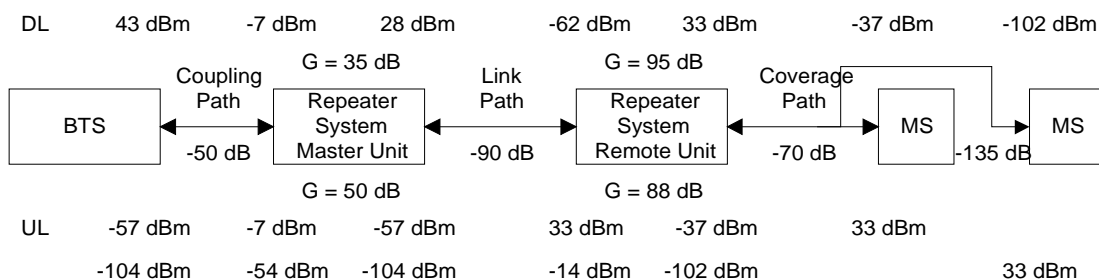 DL 43 dBm -7 dBm 28 dBm -62 dBm 33 dBm -37 dBm -102 dBm
G = 35 dB G = 95 dB
Coupling Path
Link Path
Coverage Path
BTS
Repeater System Master Unit
Repeater System Remote Unit
MS
MS
-50 dB -90 dB -70 dB -135 dB
G = 50 dB G = 88 dB
UL -57 dBm -7 dBm -57 dBm 33 dBm -37 dBm 33 dBm
-104 dBm -54 dBm -104 dBm -14 dBm -102 dBm 33 dBm